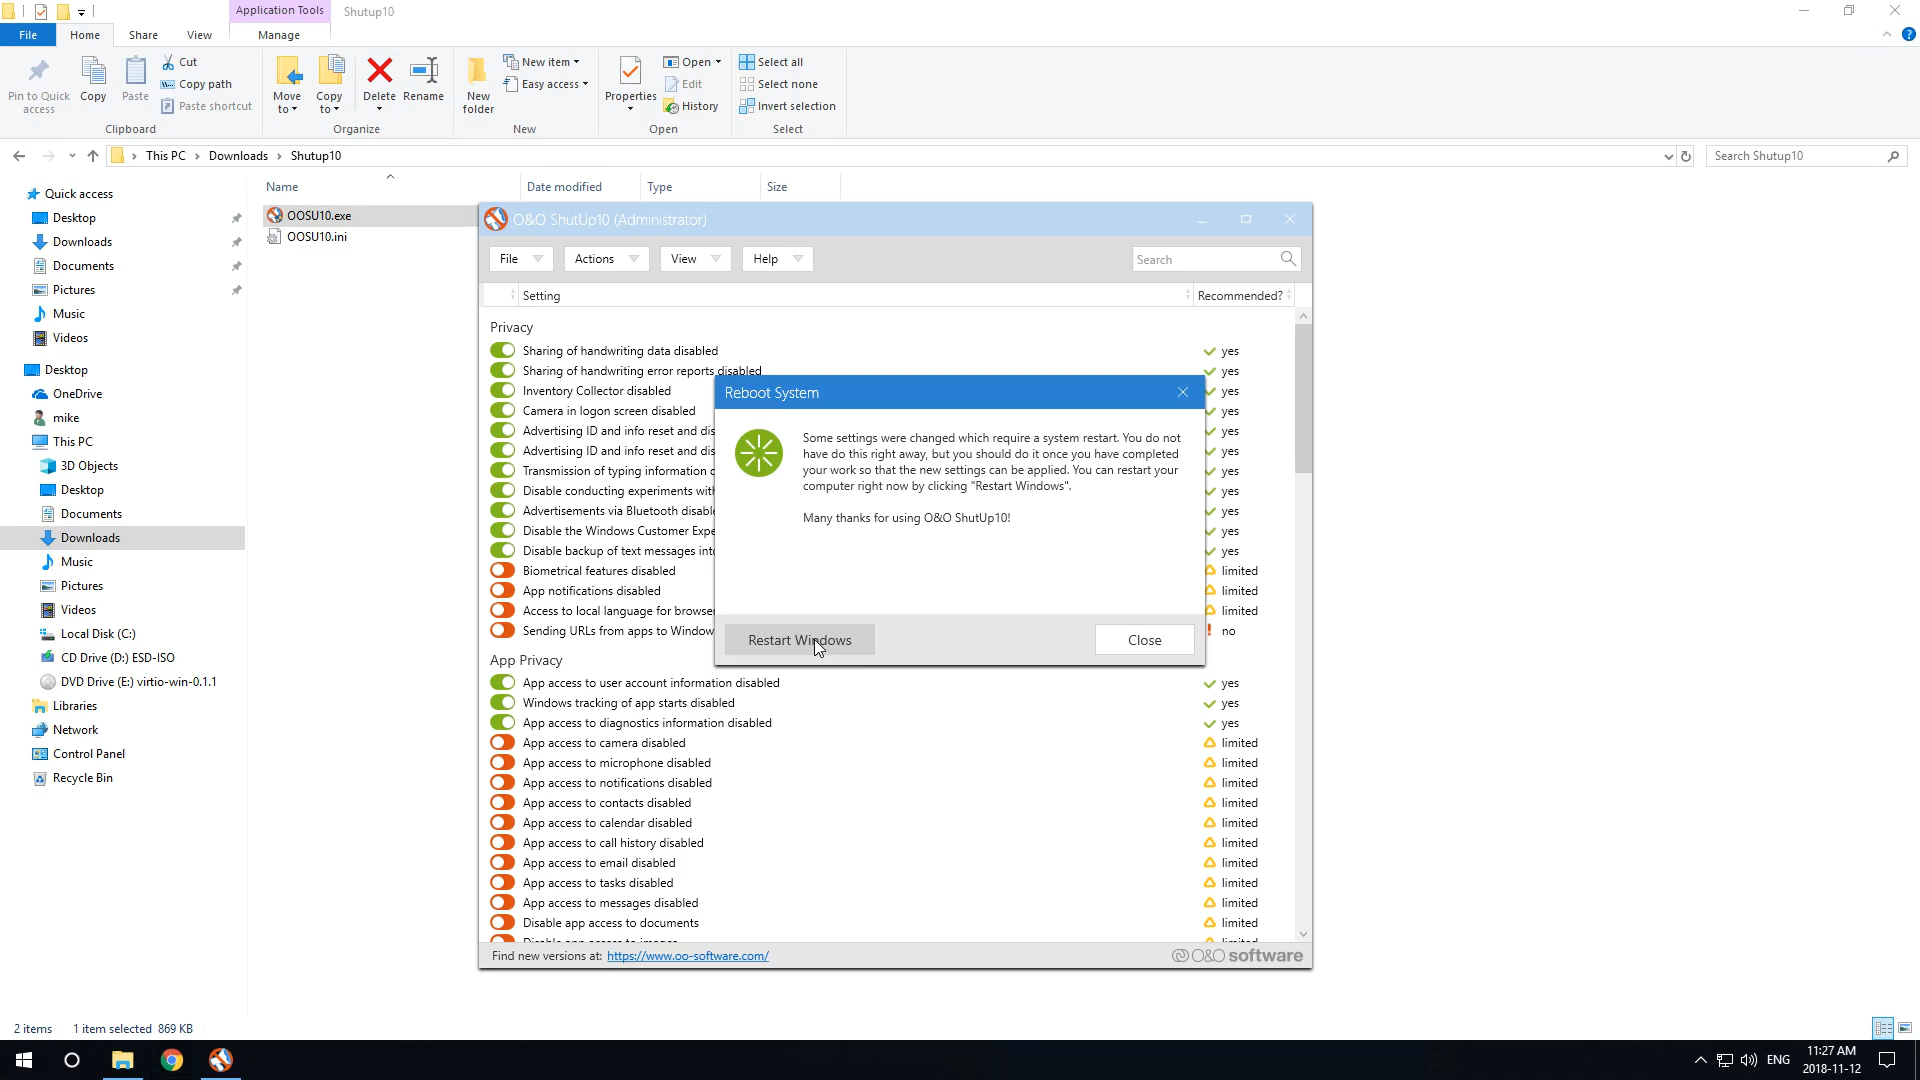 Application Tools
Shutup10
File
Home
Share
View
Manage
Pin to Quick
access
Copy
Paste
Cut
Copy path
Paste shortcut
Clipboard
Move
to
Copy
to
Delete
Rename
Organize
New
folder
New item
Easy access
New
Properties
Open
Edit
History
Open
Select all
Select none
Invert selection
Select
This PC
Downloads
Shutup10
Search Shutup10
Name
Date modified
Type
Size
OOSU10.exe
OOSU10.ini
Quick access
Desktop
Downloads
Documents
Pictures
Music
Videos
Desktop
OneDrive
mike
This PC
3D Objects
Desktop
Documents
Downloads
Music
Pictures
Videos
Local Disk (C:)
CD Drive (D:) ESD-ISO
DVD Drive (E:) virtio-win-0.1.1
Libraries
Network
Control Panel
Recycle Bin
O&O ShutUp10 (Administrator)
File
Actions
View
Help
Search
Setting
Recommended?
Privacy
Sharing of handwriting data disabled yes
Sharing of handwriting error reports disabled yes
Inventory Collector disabled yes
Camera in logon screen disabled yes
Advertising ID and info reset and dis yes
Advertising ID and info reset and dis yes
Transmission of typing information yes
Disable conducting experiments with yes
Advertisements via Bluetooth disable yes
Disable the Windows Customer Expe yes
Disable backup of text messages into yes
Biometrical features disabled limited
App notifications disabled limited
Access to local language for browser limited
Sending URLs from apps to Window no
App Privacy
App access to user account information disabled yes
Windows tracking of app starts disabled yes
App access to diagnostics information disabled yes
App access to camera disabled limited
App access to microphone disabled limited
App access to notifications disabled limited
App access to contacts disabled limited
App access to calendar disabled limited
App access to call history disabled limited
App access to email disabled limited
App access to tasks disabled limited
App access to messages disabled limited
Disable app access to documents limited
Find new versions at: https://www.oo-software.com/
O&O software
Reboot System
Some settings were changed which require a system restart. You do not
have do this right away, but you should do it once you have completed
your work so that the new settings can be applied. You can restart your
computer right now by clicking "Restart Windows".
Many thanks for using O&O ShutUp10!
Restart Windows
Close
2 items
1 item selected 869 KB
ENG
11:27 AM
2018-11-12